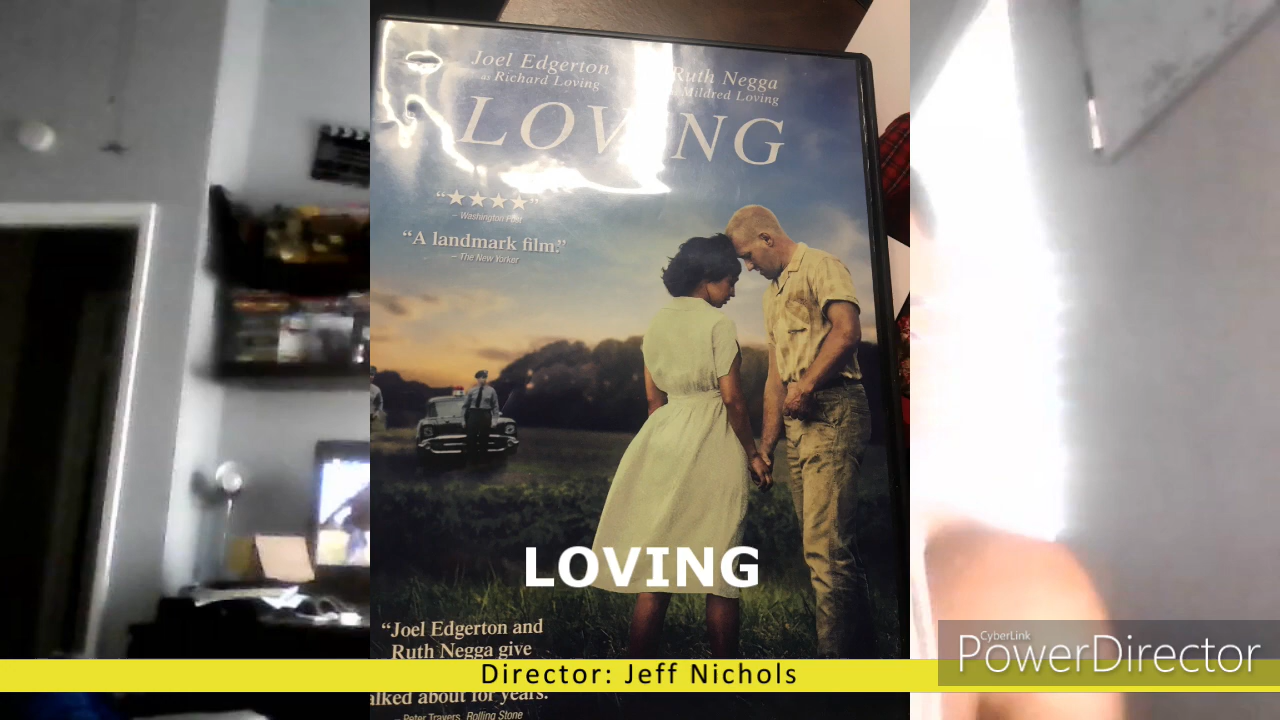 Joel Edgerton
as Richard Loving
Ruth Negga
Mildred Loving
LOVING
“★★★★”
– Washington Post
“A landmark film.”
– The New Yorker
LOVING
“Joel Edgerton and
Ruth Negga give
Director: Jeff Nichols
alked about for years.”
– Peter Travers, Rolling Stone
CyberLink
PowerDirector